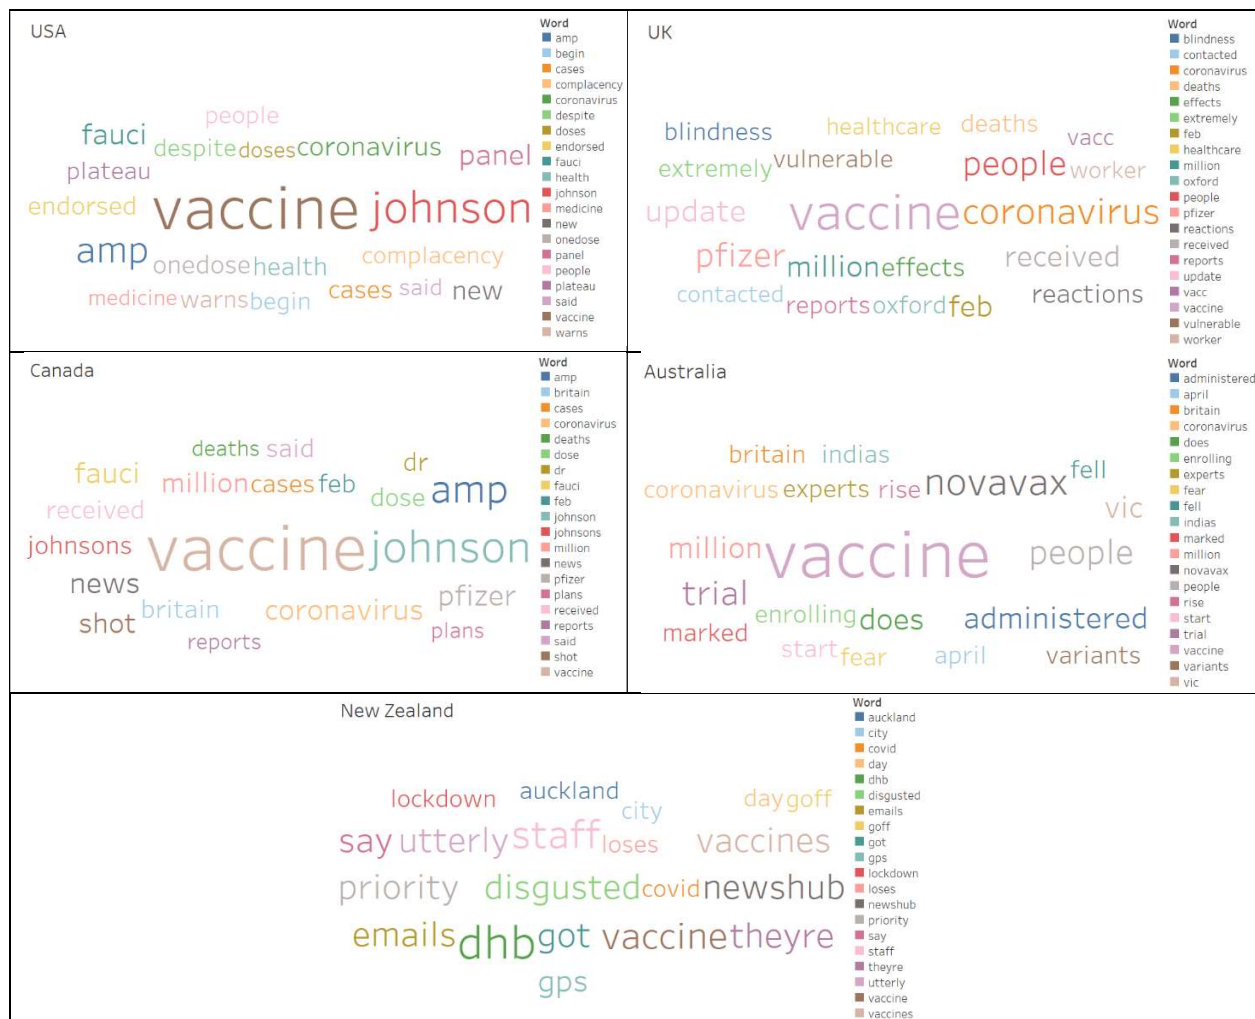 USA
people
fauci
despite doses coronavirus
panel
plateau
endorsed
vaccine johnson
amp
onedose health
complacency
medicine warns begin
cases said new
Word
amp
begin
cases
complacency
coronavirus
despite
doses
endorsed
fauci
health
johnson
medicine
new
onedose
panel
people
plateau
said
vaccine
warns
UK
blindness
healthcare
deaths
vacc
extremely vulnerable
people worker
update
vaccine coronavirus
pfizer million effects
received
contacted
reports oxford feb
reactions
Word
blindness
contacted
coronavirus
deaths
effects
extremely
feb
healthcare
million
oxford
people
pfizer
reactions
received
reports
update
vacc
vaccine
vulnerable
worker
Canada
deaths said
dr
fauci
million cases feb
dose amp
received
johnsons
vaccine johnson
news
shot
britain
coronavirus
pfizer
reports
plans
Word
amp
britain
cases
coronavirus
deaths
dose
dr
fauci
feb
johnson
johnsons
million
news
pfizer
plans
received
reports
said
shot
vaccine
Australia
britain indias
coronavirus experts rise novavax fell
vic
million vaccine people
trial
marked
enrolling does
administered
start fear
april
variants
Word
administered
april
britain
coronavirus
does
enrolling
experts
fear
fell
indias
marked
million
novavax
people
rise
start
trial
vaccine
variants
vic
New Zealand
lockdown
auckland
city
day goff
say utterly staff loses vaccines
priority disgusted covid newshub
emails dhb got vaccine theyre
gps
Word
auckland
city
covid
day
dhb
disgusted
emails
goff
got
gps
lockdown
loses
newshub
priority
say
staff
theyre
utterly
vaccine
vaccines